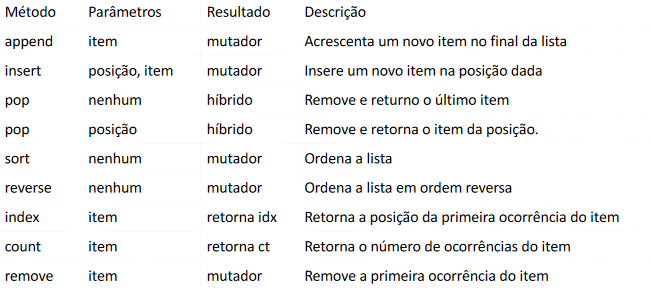 Método Parâmetros Resultado Descrição
append item mutador Acrescenta um novo item no final da lista
insert posição, item mutador Insere um novo item na posição dada
pop nenhum híbrido Remove e returno o último item
pop posição híbrido Remove e retorna o item da posição.
sort nenhum mutador Ordena a lista
reverse nenhum mutador Ordena a lista em ordem reversa
index item retorna idx Retorna a posição da primeira ocorrência do item
count item retorna ct Retorna o número de ocorrências do item
remove item mutador Remove a primeira ocorrência do item